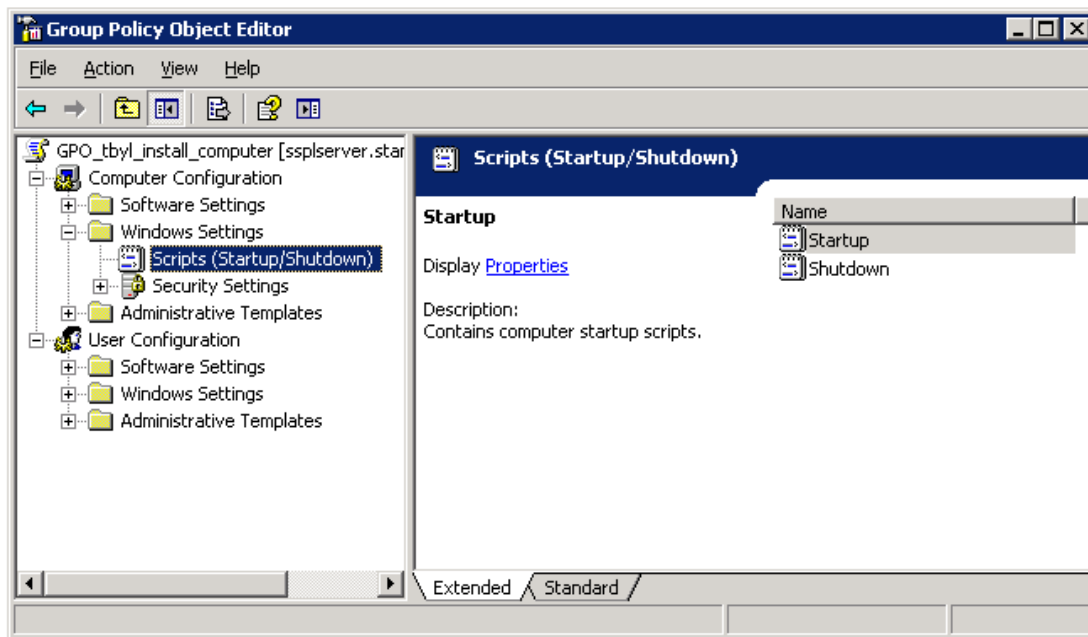 Group Policy Object Editor
File Action View Help
GPO_tbyl_install_computer [ssplserver.star
Computer Configuration
Software Settings
Windows Settings
Scripts (Startup/Shutdown)
Security Settings
Administrative Templates
User Configuration
Software Settings
Windows Settings
Administrative Templates
Scripts (Startup/Shutdown)
Startup
Display Properties
Description:
Contains computer startup scripts.
Name
Startup
Shutdown
Extended Standard